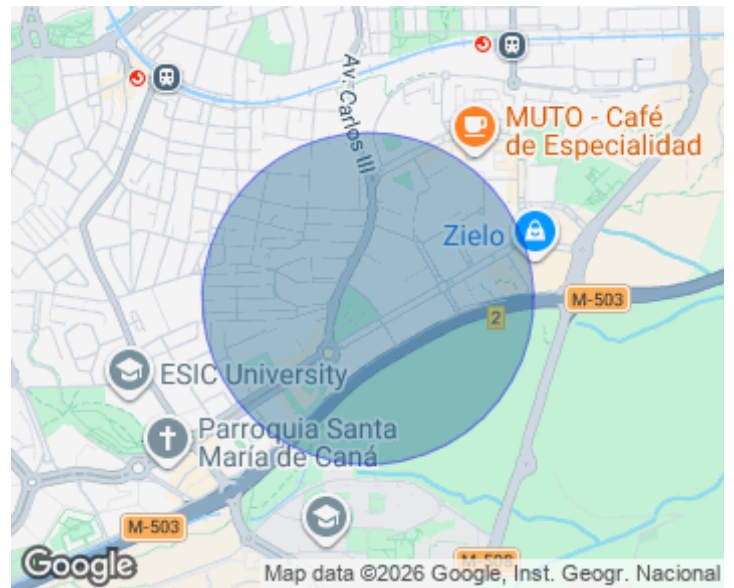 Av. Carlos III
MUTO - Café
de Especialidad
Zielo
M-503
2
ESIC University
Parroquia Santa
María de Caná
M-503
M-508
Google
Map data ©2026 Google, Inst. Geogr. Nacional